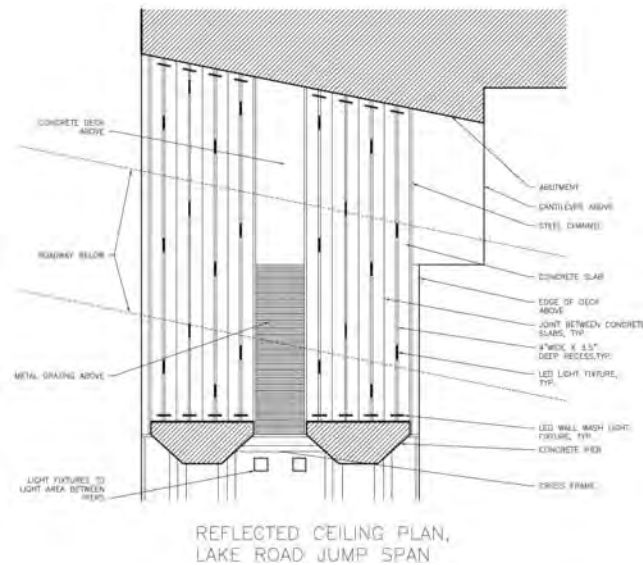 CONCRETE DECK
ABOVE
ROADWAY BELOW
METAL GRATING ABOVE
LIGHT FIXTURES TO
LIGHT AREA BETWEEN
PIERS
ABUTMENT
CANTILEVER ABOVE
STEEL CHANNEL
CONCRETE SLAB
EDGE OF DECK
ABOVE
JOINT BETWEEN CONCRETE
SLABS, TYP.
4" WIDE X 3.5"
DEEP RECESS, TYP.
LED LIGHT FIXTURE,
TYP.
LED WALL WASH LIGHT
FIXTURE, TYP.
CONCRETE PIER
CROSS FRAME
REFLECTED CEILING PLAN,
LAKE ROAD JUMP SPAN